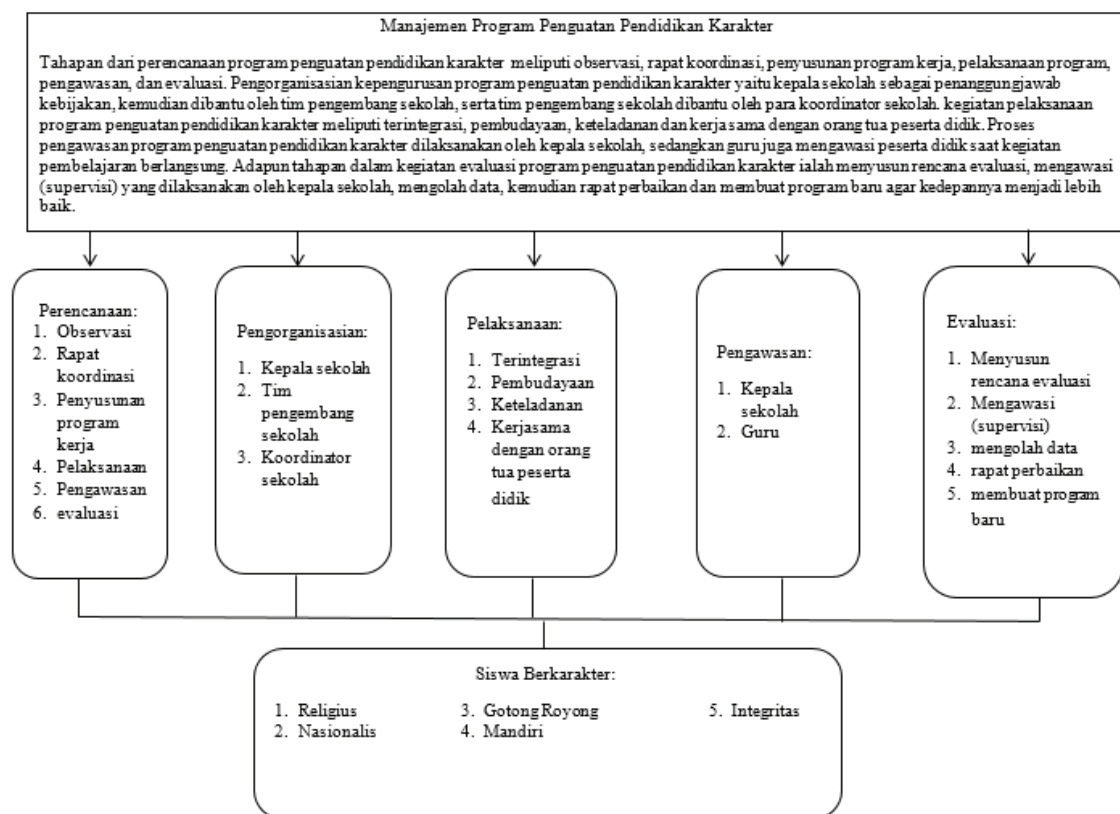 Manajemen Program Penguatan Pendidikan Karakter
Tahapan dari perencanaan program penguatan pendidikan karakter meliputi observasi, rapat koordinasi, penyusunan program kerja, pelaksanaan program,
pengawasan, dan evaluasi. Pengorganisasian kepengurusan program penguatan pendidikan karakter yaitu kepala sekolah sebagai penanggung jawab
kebijakan, kemudian dibantu oleh tim pengembang sekolah, serta tim pengembang sekolah dibantu oleh para koordinator sekolah. kegiatan pelaksanaan
program penguatan pendidikan karakter meliputi terintegrasi, pembudayaan, keteladanan dan kerja sama dengan orang tua peserta didik. Proses
pengawasan program penguatan pendidikan karakter dilaksanakan oleh kepala sekolah, sedangkan guru juga mengawasi peserta didik saat kegiatan
pembelajaran berlangsung. Adapun tahapan dalam kegiatan evaluasi program penguatan pendidikan karakter ialah menyusun rencana evaluasi, mengawasi
(supervisi) yang dilaksanakan oleh kepala sekolah, mengolah data, kemudian rapat perbaikan dan membuat program baru agar kedepannya menjadi lebih
baik.
Perencanaan:
1. Observasi
2. Rapat
koordinasi
3. Penyusunan
program
kerja
4. Pelaksanaan
5. Pengawasan
6. evaluasi
Pengorganisasian:
1. Kepala sekolah
2. Tim
pengembang
sekolah
3. Koordinator
sekolah
Pelaksanaan:
1. Terintegrasi
2. Pembudayaan
3. Keteladanan
4. Kerjasama
dengan orang
tua peserta
didik
Pengawasan:
1. Kepala
sekolah
2. Guru
Evaluasi:
1. Menyusun
rencana evaluasi
2. Mengawasi
(supervisi)
3. mengolah data
4. rapat perbaikan
5. membuat program
baru
Siswa Berkarakter:
1. Religius
2. Nasionalis
3. Gotong Royong
4. Mandiri
5. Integritas